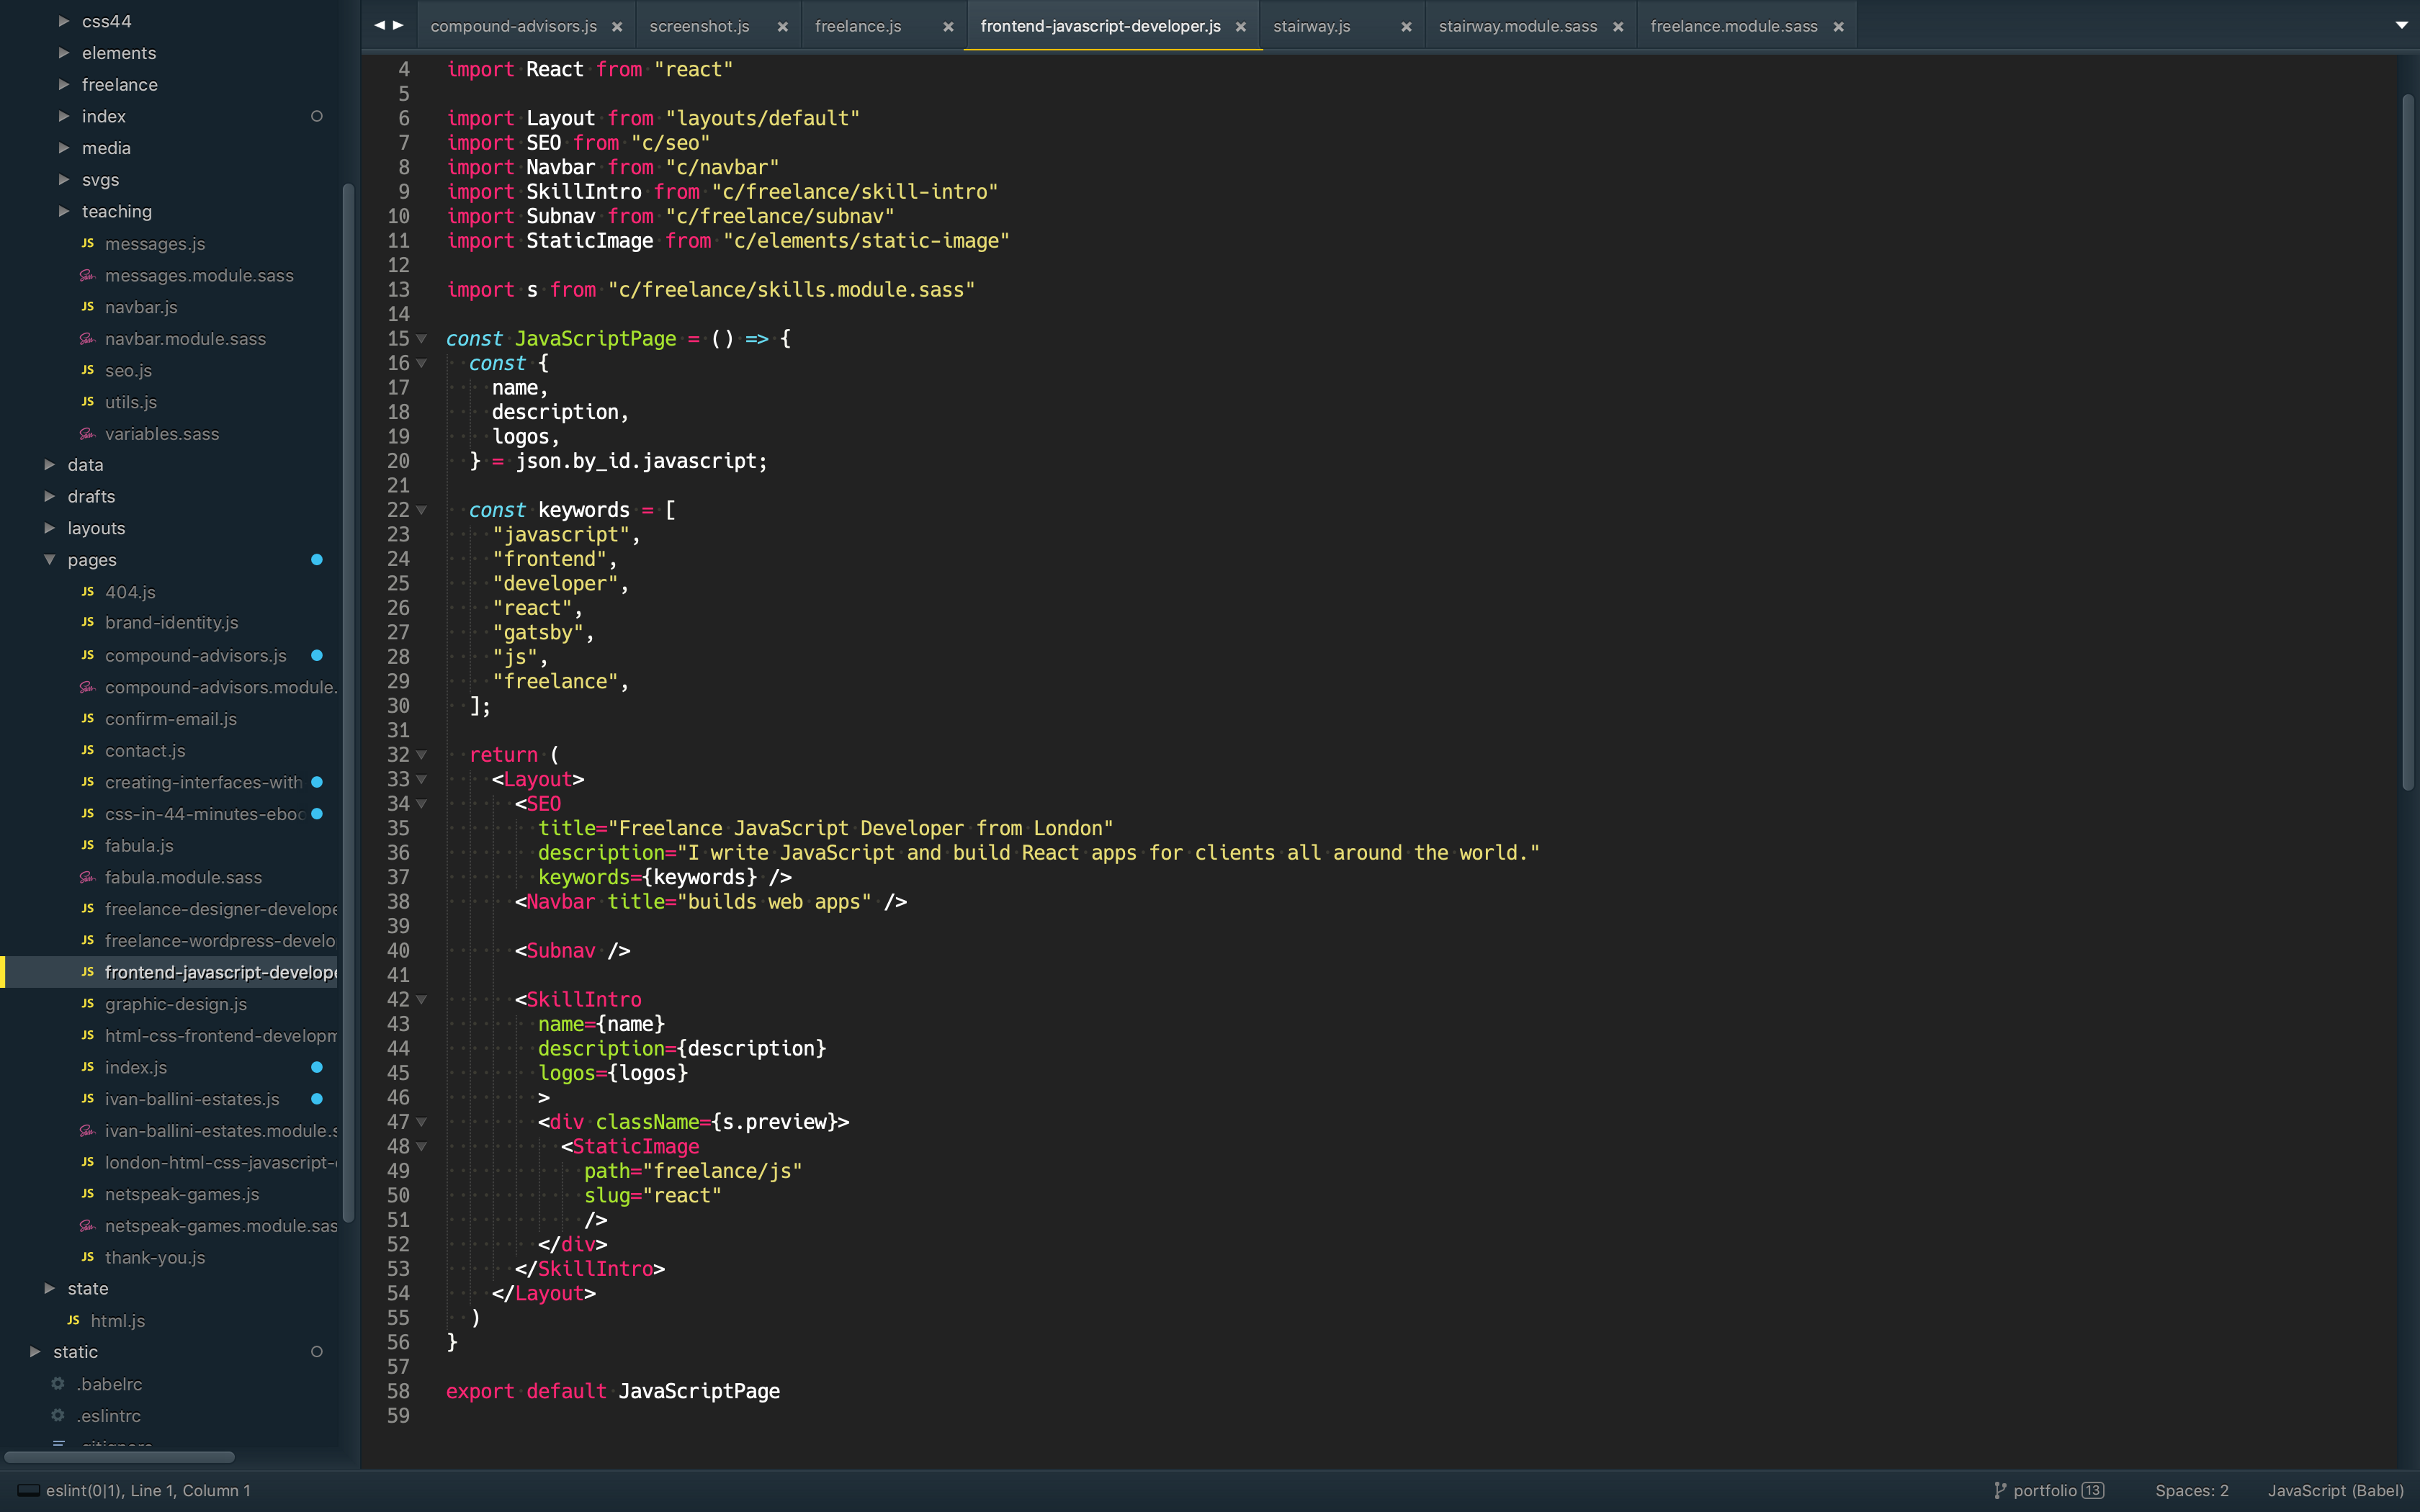 css44
elements
freelance
index
media
svgs
teaching
JS messages.js
messages.module.sass
JS navbar.js
navbar.module.sass
JS seo.js
JS utils.js
variables.sass
data
drafts
layouts
pages
JS 404.js
JS brand-identity.js
JS compound-advisors.js
compound-advisors.module.
JS confirm-email.js
JS contact.js
JS creating-interfaces-with
JS css-in-44-minutes-eboo
JS fabula.js
fabula.module.sass
JS freelance-designer-develope
JS freelance-wordpress-develo
JS frontend-javascript-develope
JS graphic-design.js
JS html-css-frontend-developm
JS index.js
JS ivan-ballini-estates.js
ivan-ballini-estates.module.s
JS london-html-css-javascript-
JS netspeak-games.js
netspeak-games.module.sas
JS thank-you.js
state
JS html.js
static
.babelrc
.eslintrc
compound-advisors.js × screenshot.js × freelance.js × frontend-javascript-developer.js × stairway.js × stairway.module.sass × freelance.module.sass ×
4 import React from "react"
5
6 import Layout from "layouts/default"
7 import SEO from "c/seo"
8 import Navbar from "c/navbar"
9 import SkillIntro from "c/freelance/skill-intro"
10 import Subnav from "c/freelance/subnav"
11 import StaticImage from "c/elements/static-image"
12
13 import s from "c/freelance/skills.module.sass"
14
15 const JavaScriptPage = () => {
16 const {
17 name,
18 description,
19 logos,
20 } = json.by_id.javascript;
21
22 const keywords = [
23 "javascript",
24 "frontend",
25 "developer",
26 "react",
27 "gatsby",
28 "js",
29 "freelance",
30 ];
31
32 return (
33 <Layout>
34 <SEO
35 title="Freelance JavaScript Developer from London"
36 description="I write JavaScript and build React apps for clients all around the world."
37 keywords={keywords} />
38 <Navbar title="builds web apps" />
39
40 <Subnav />
41
42 <SkillIntro
43 name={name}
44 description={description}
45 logos={logos}
46 >
47 <div className={s.preview}>
48 <StaticImage
49 path="freelance/js"
50 slug="react"
51 />
52 </div>
53 </SkillIntro>
54 </Layout>
55 )
56 }
57
58 export default JavaScriptPage
59
eslint(0|1), Line 1, Column 1
portfolio 13 Spaces: 2 JavaScript (Babel)